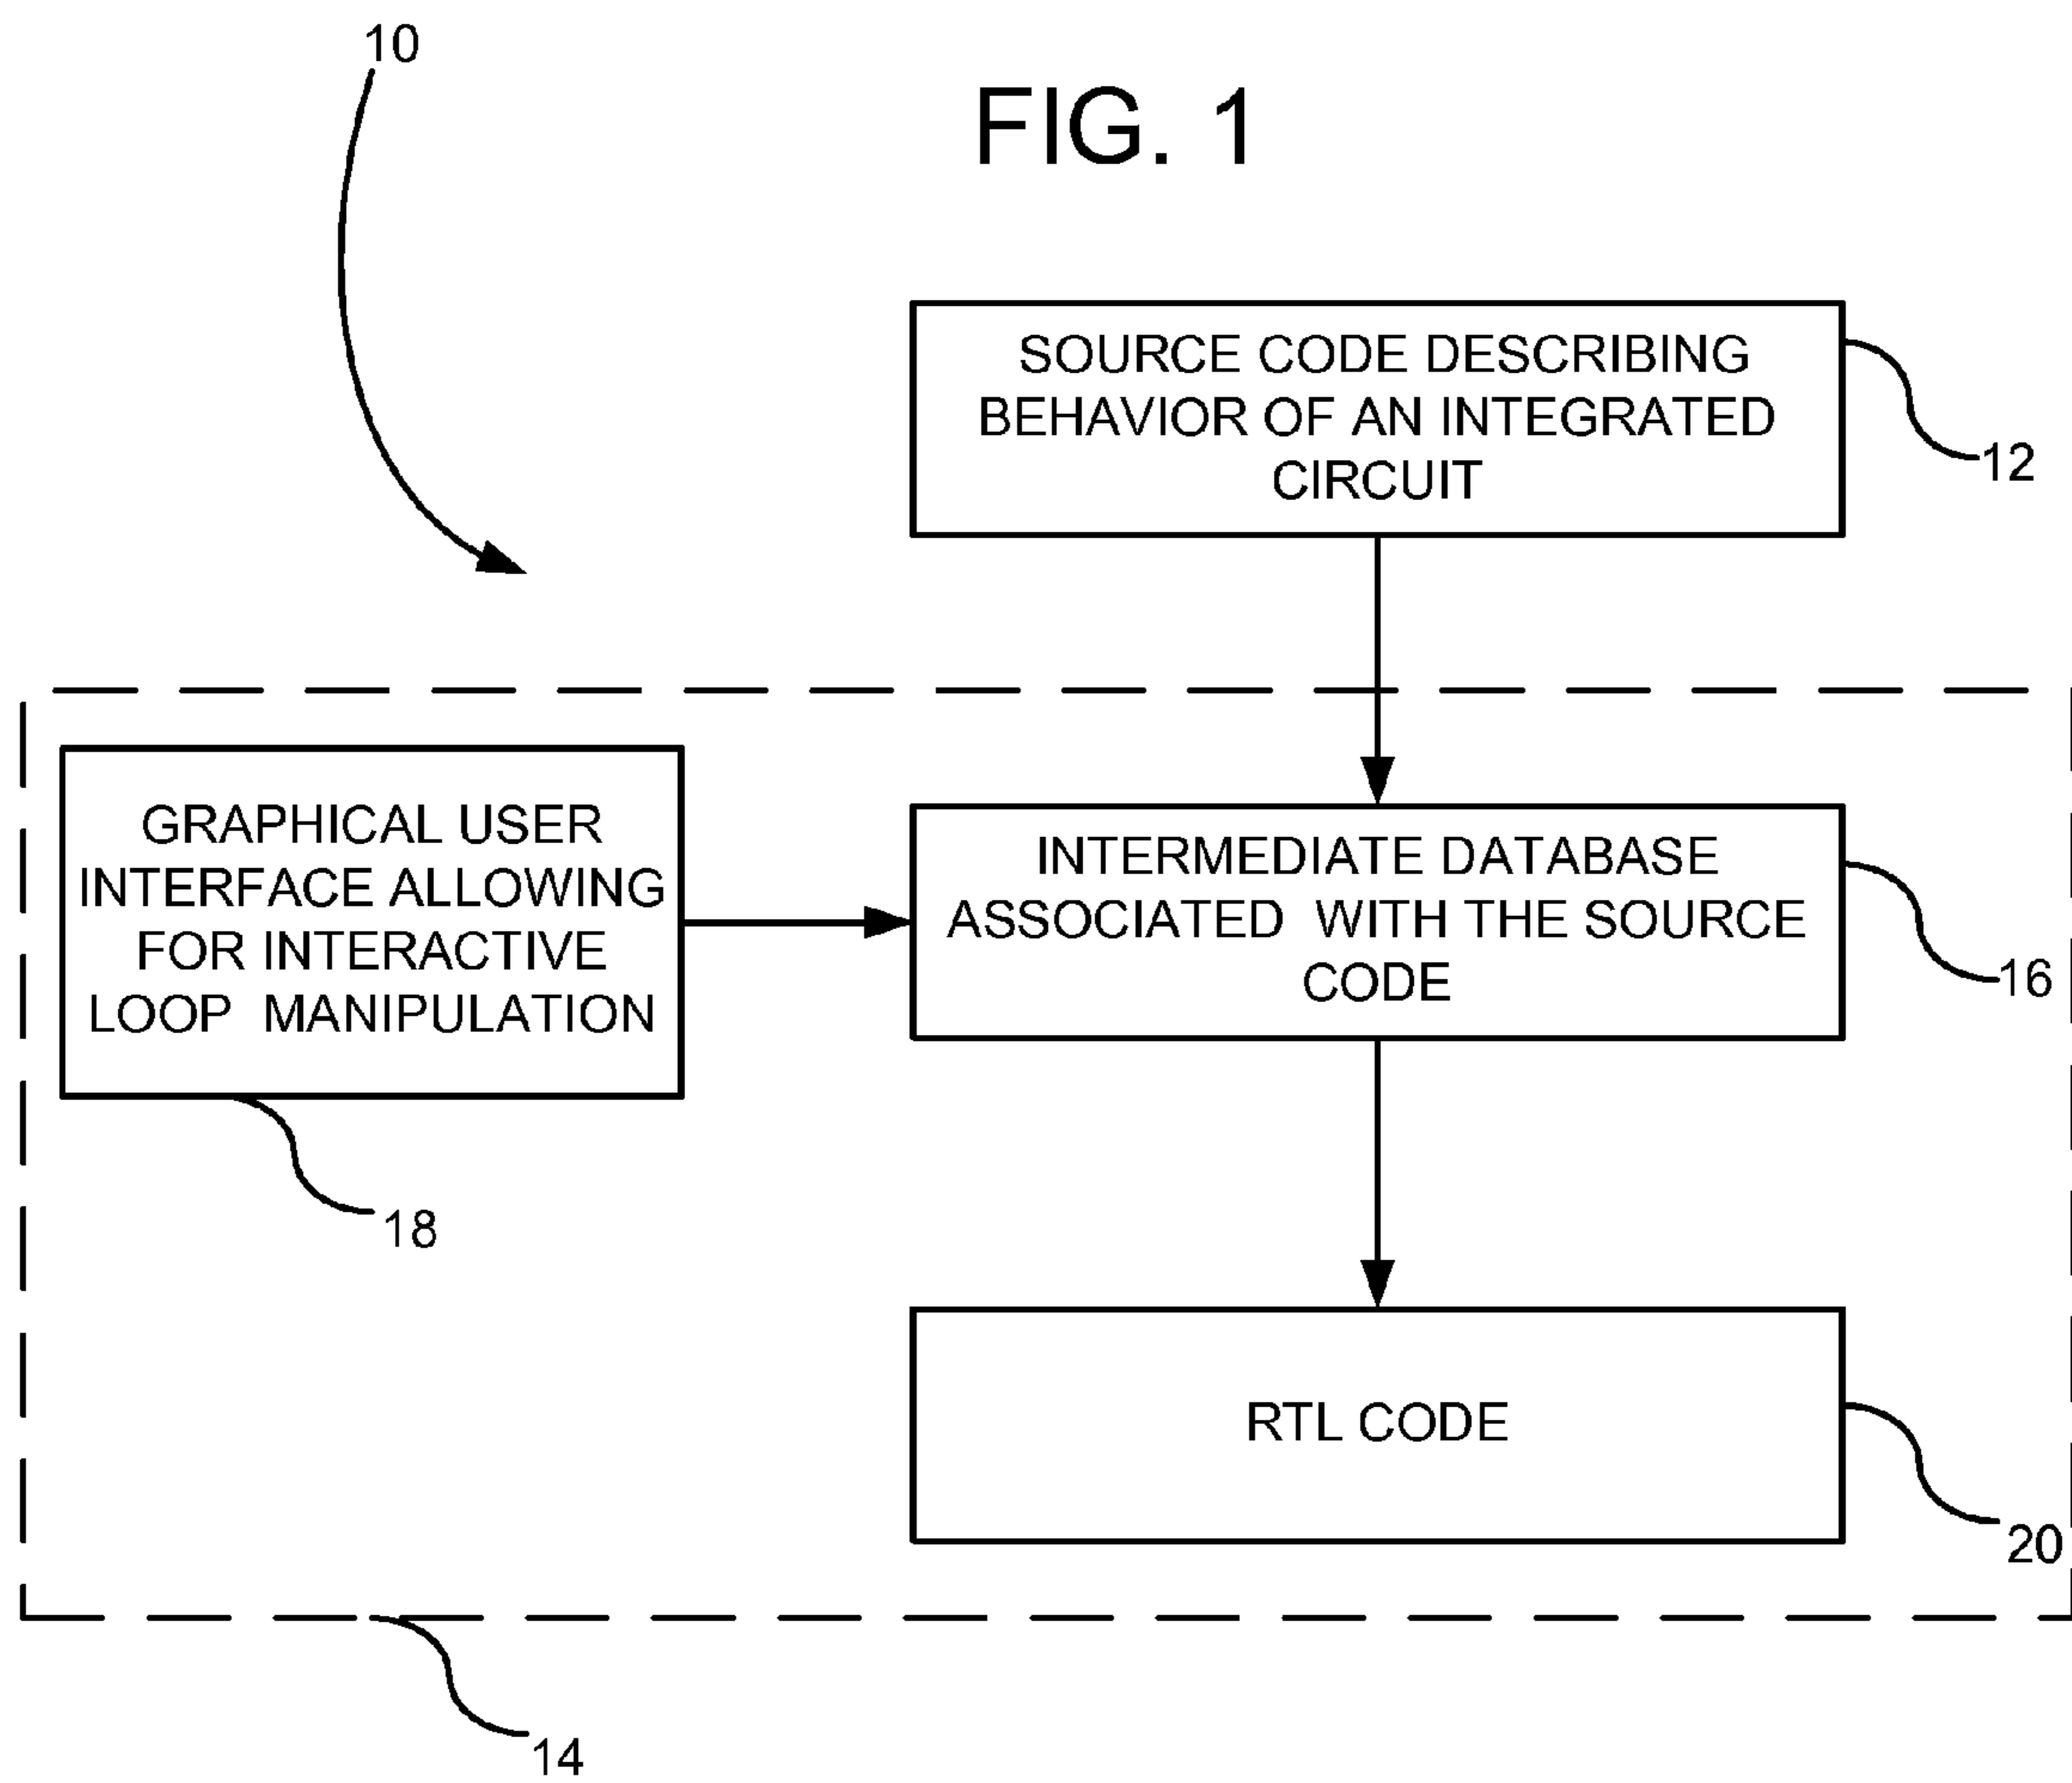 10
FIG. 1
SOURCE CODE DESCRIBING
BEHAVIOR OF AN INTEGRATED
CIRCUIT
12
GRAPHICAL USER
INTERFACE ALLOWING
FOR INTERACTIVE
LOOP MANIPULATION
INTERMEDIATE DATABASE
ASSOCIATED WITH THE SOURCE
CODE
16
18
RTL CODE
20
14